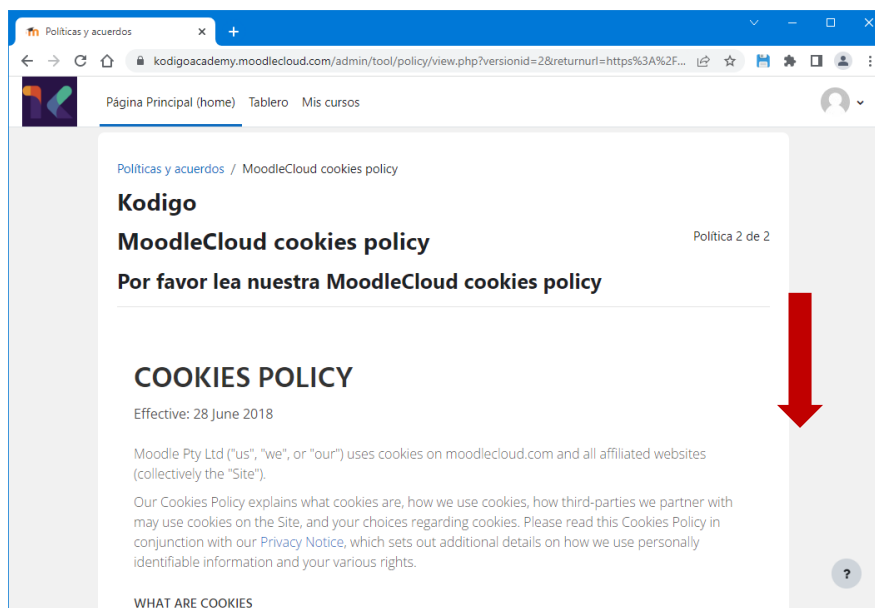 Políticas y acuerdos
kodigoacademy.moodlecloud.com/admin/tool/policy/view.php?versionid=2&returnurl=https%3A%2F...
Página Principal (home) Tablero Mis cursos
Políticas y acuerdos / MoodleCloud cookies policy
Kodigo
MoodleCloud cookies policy
Política 2 de 2
Por favor lea nuestra MoodleCloud cookies policy
COOKIES POLICY
Effective: 28 June 2018
Moodle Pty Ltd ("us", "we", or "our") uses cookies on moodlecloud.com and all affiliated websites
(collectively the "Site").
Our Cookies Policy explains what cookies are, how we use cookies, how third-parties we partner with
may use cookies on the Site, and your choices regarding cookies. Please read this Cookies Policy in
conjunction with our Privacy Notice, which sets out additional details on how we use personally
identifiable information and your various rights.
?
WHAT ARE COOKIES